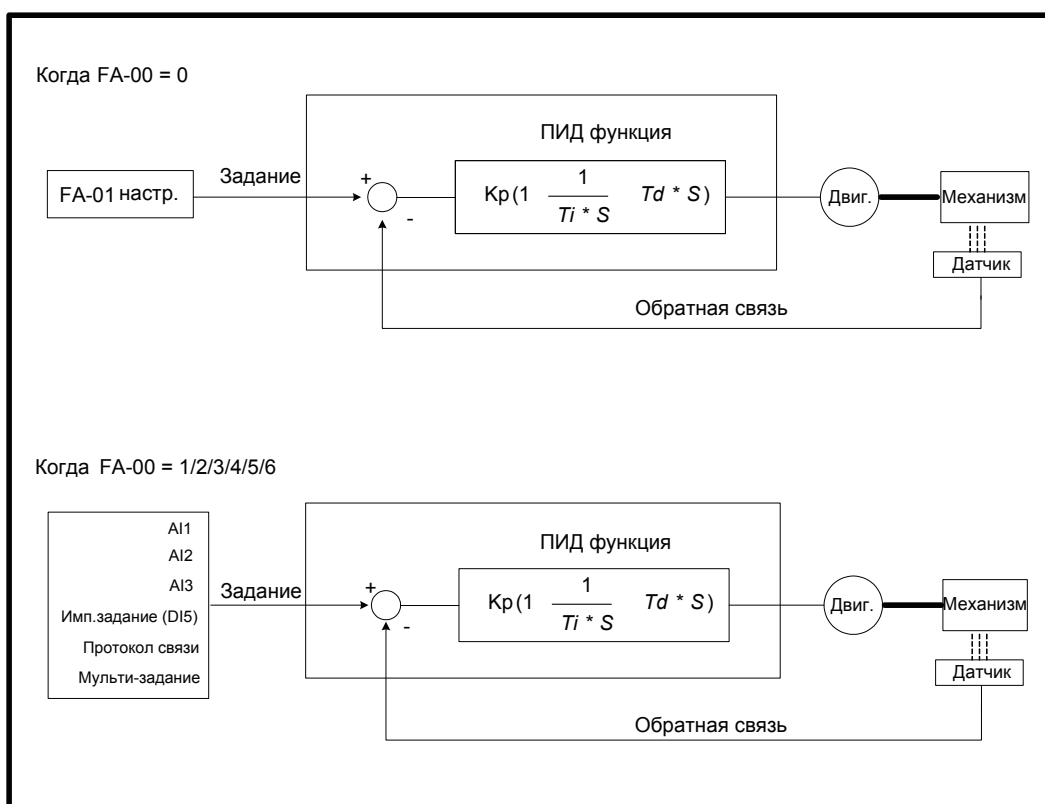 Когда FA-00 = 0
ПИД функция
Задание
FA-01 настр.
+
-
Kp(1 1 / Ti * S Td * S)
Двиг.
Механизм
Датчик
Обратная связь
Когда FA-00 = 1/2/3/4/5/6
AI1
AI2
AI3
Имп.задание (DI5)
Протокол связи
Мульти-задание
Задание
ПИД функция
+
-
Kp(1 1 / Ti * S Td * S)
Двиг.
Механизм
Датчик
Обратная связь